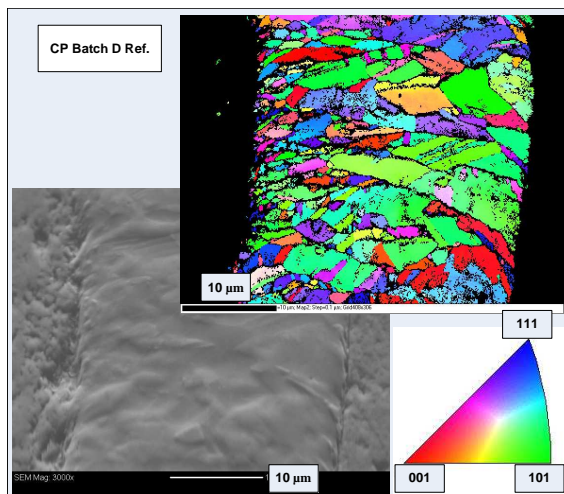 CP Batch D Ref.
10 μm
=10 μm; Map2; Step=0.1 μm; Grid400x306
111
001
101
SEM Mag: 3000x
10 μm